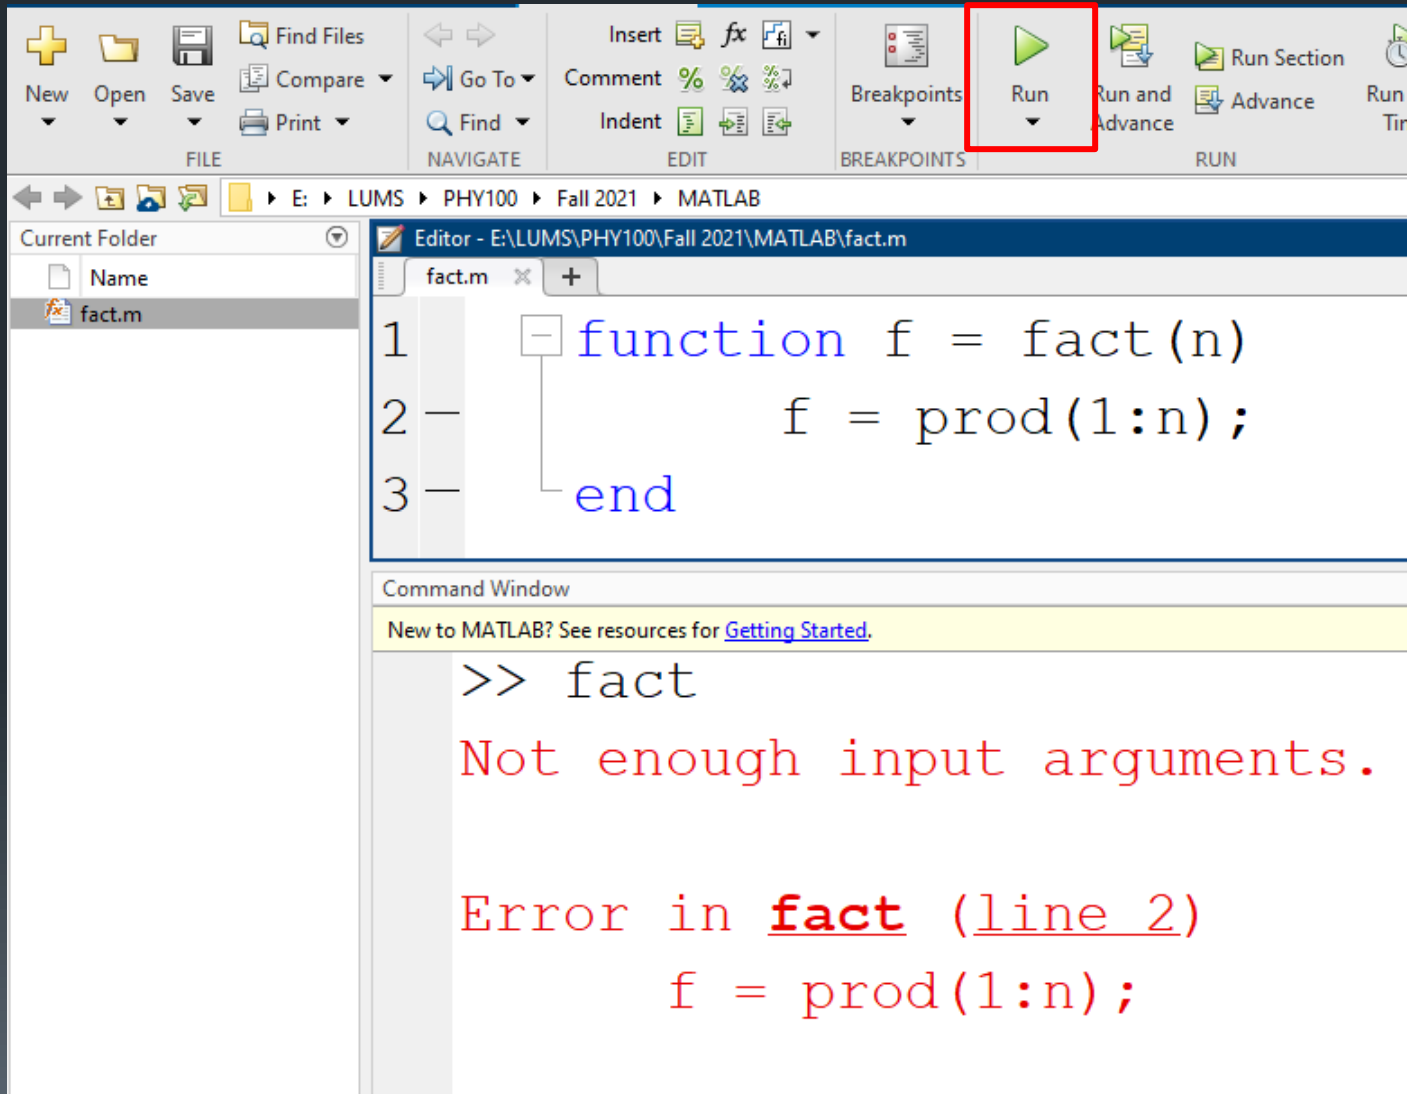 Find Files
Insert fx fi
Compare
Go To
Comment % % %
New Open Save
Breakpoints
Run
Run and
Advance
Run Section
Advance
Run
Print
Find
Indent
FILE
NAVIGATE
EDIT
BREAKPOINTS
RUN
E: LUMS PHY100 Fall 2021 MATLAB
Current Folder
Name
fact.m
Editor - E:\LUMS\PHY100\Fall 2021\MATLAB\fact.m
fact.m
1 function f = fact(n)
2 f = prod(1:n);
3 end
Command Window
New to MATLAB? See resources for Getting Started.
>> fact
Not enough input arguments.
Error in fact (line 2)
f = prod(1:n);